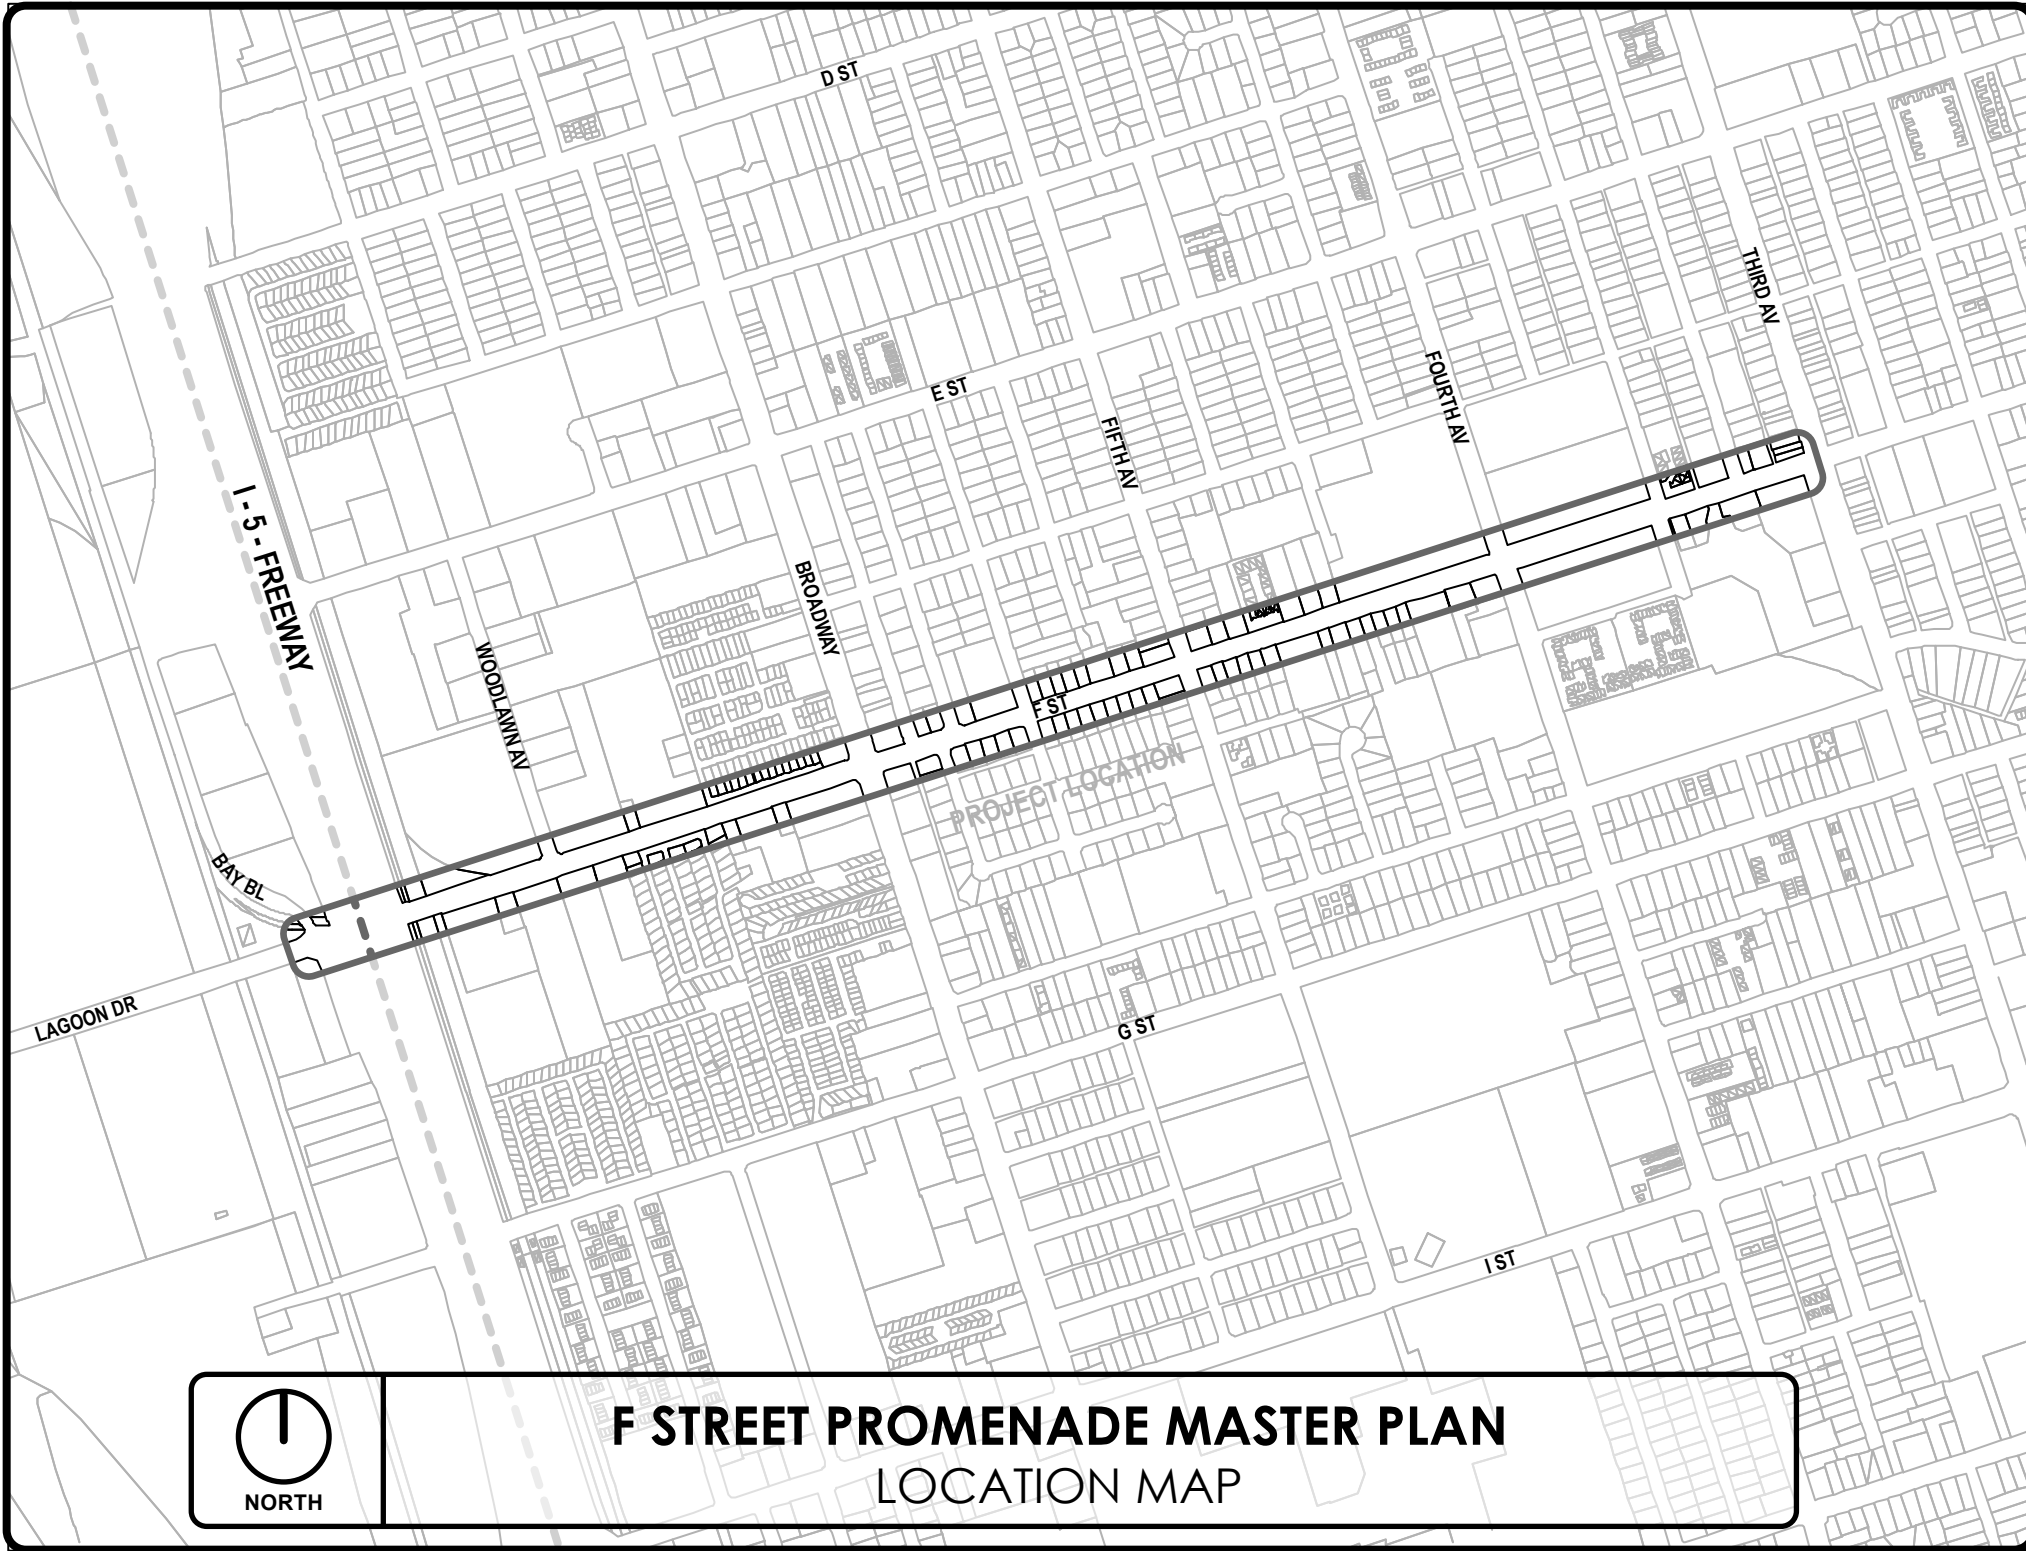 D ST
THIRD AV
FOURTH AV
E ST
FIFTH AV
I - 5 - FREEWAY
BROADWAY
WOODLAWN AV
F ST
PROJECT LOCATION
BAY BL
LAGOON DR
G ST
I ST
F STREET PROMENADE MASTER PLAN
LOCATION MAP
NORTH